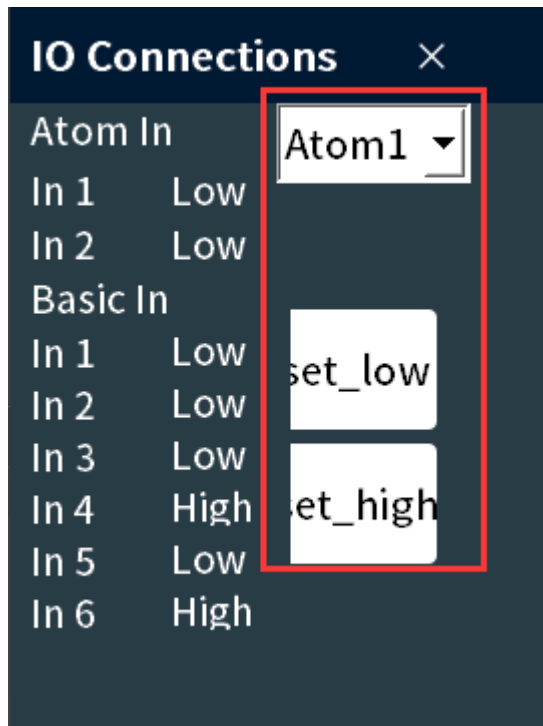 IO Connections ×
Atom In Atom1
In 1 Low
In 2 Low
Basic In
In 1 Low
In 2 Low set_low
In 3 Low
In 4 High set_high
In 5 Low
In 6 High